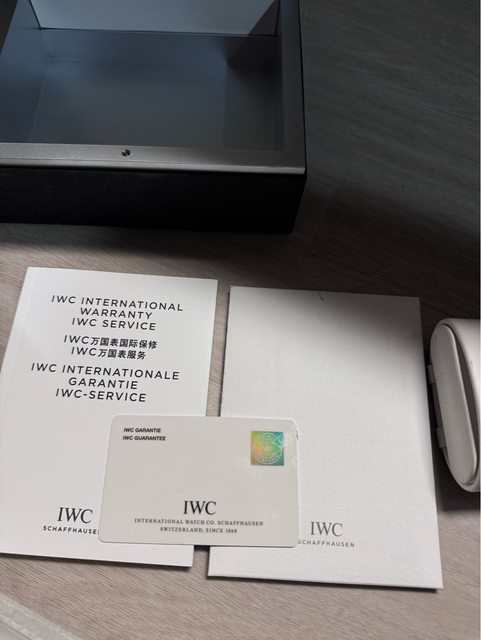 IWC INTERNATIONAL
WARRANTY
IWC SERVICE
IWC万国表国际保修
IWC万国表服务
IWC INTERNATIONALE
GARANTIE
IWC-SERVICE
IWC
SCHAFFHAUSEN
IWC GARANTIE
IWC GUARANTEE
IWC
INTERNATIONAL WATCH CO. SCHAFFHAUSEN
SWITZERLAND, SINCE 1868
IWC
SCHAFFHAUSEN